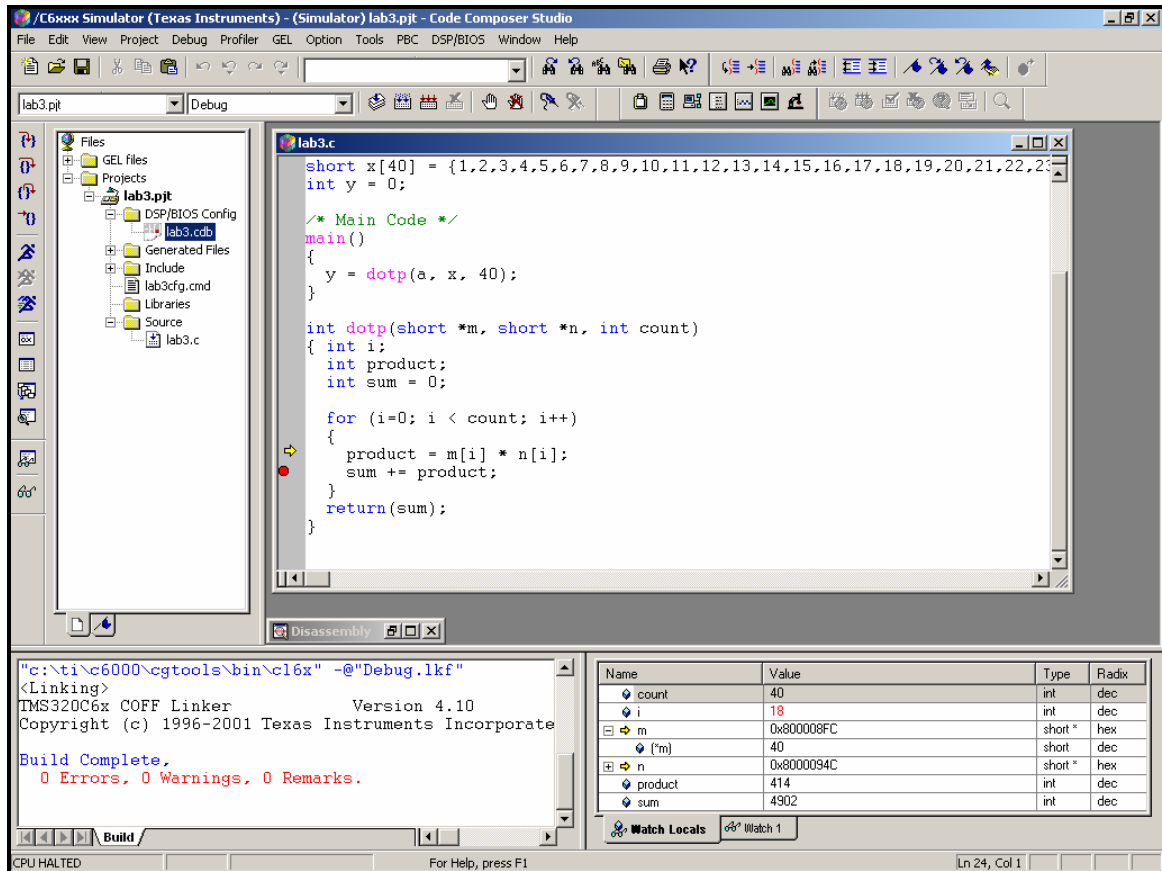 /C6xxx Simulator (Texas Instruments) - (Simulator) lab3.pjt - Code Composer Studio
File Edit View Project Debug Profiler GEL Option Tools PBC DSP/BIOS Window Help
lab3.pjt Debug
Files
GEL files
Projects
lab3.pjt
DSP/BIOS Config
lab3.cdb
Generated Files
Include
lab3cfg.cmd
Libraries
Source
lab3.c
lab3.c
short x[40] = {1,2,3,4,5,6,7,8,9,10,11,12,13,14,15,16,17,18,19,20,21,22,23
int y = 0;
/* Main Code */
main()
{
y = dotp(a, x, 40);
}
int dotp(short *m, short *n, int count)
{ int i;
int product;
int sum = 0;
for (i=0; i < count; i++)
{
product = m[i] * n[i];
sum += product;
}
return(sum);
}
Disassembly
"c:\ti\c6000\cgtools\bin\cl6x" -@"Debug.lkf"
<Linking>
TMS320C6x COFF Linker Version 4.10
Copyright (c) 1996-2001 Texas Instruments Incorporate
Build Complete,
0 Errors, 0 Warnings, 0 Remarks.
Build
Name Value Type Radix
count 40 int dec
i 18 int dec
m 0x800008FC short * hex
(*m) 40 short dec
n 0x8000094C short * hex
product 414 int dec
sum 4902 int dec
Watch Locals Watch 1
CPU HALTED For Help, press F1 Ln 24, Col 1